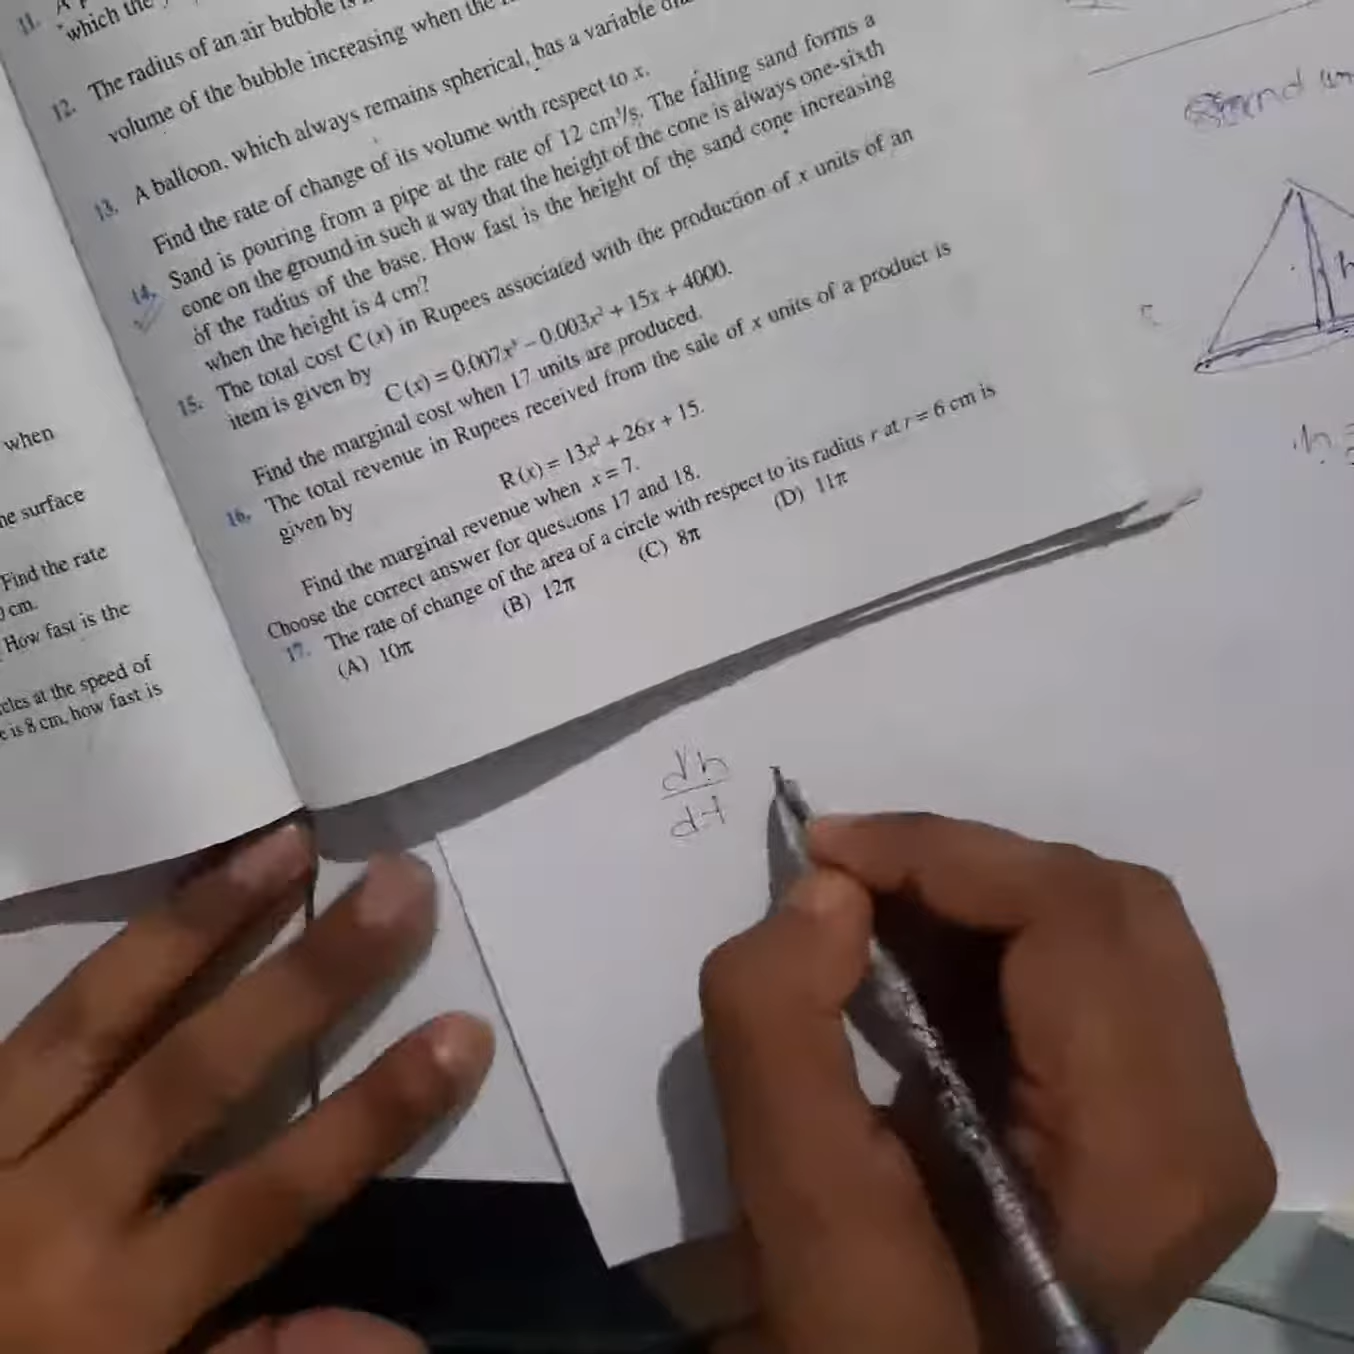 11. A
which the
12. The radius of an air bubble is
volume of the bubble increasing when the
13. A balloon, which always remains spherical, has a variable
Find the rate of change of its volume with respect to x.
14. Sand is pouring from a pipe at the rate of 12 cm³/s. The falling sand forms a
cone on the ground in such a way that the height of the cone is always one-sixth
of the radius of the base. How fast is the height of the sand cone increasing
when the height is 4 cm?
15. The total cost C (x) in Rupees associated with the production of x units of an
item is given by
C (x) = 0.007x³ – 0.003x² + 15x + 4000.
Find the marginal cost when 17 units are produced.
16. The total revenue in Rupees received from the sale of x units of a product is
given by
R (x) = 13x² + 26x + 15.
Find the marginal revenue when x = 7.
Choose the correct answer for questions 17 and 18.
17. The rate of change of the area of a circle with respect to its radius r at r = 6 cm is
(A) 10π (B) 12π (C) 8π (D) 11π
when
surface
Find the rate
cm.
How fast is the
at the speed of
is 8 cm, how fast is
dh
dt
h
h =